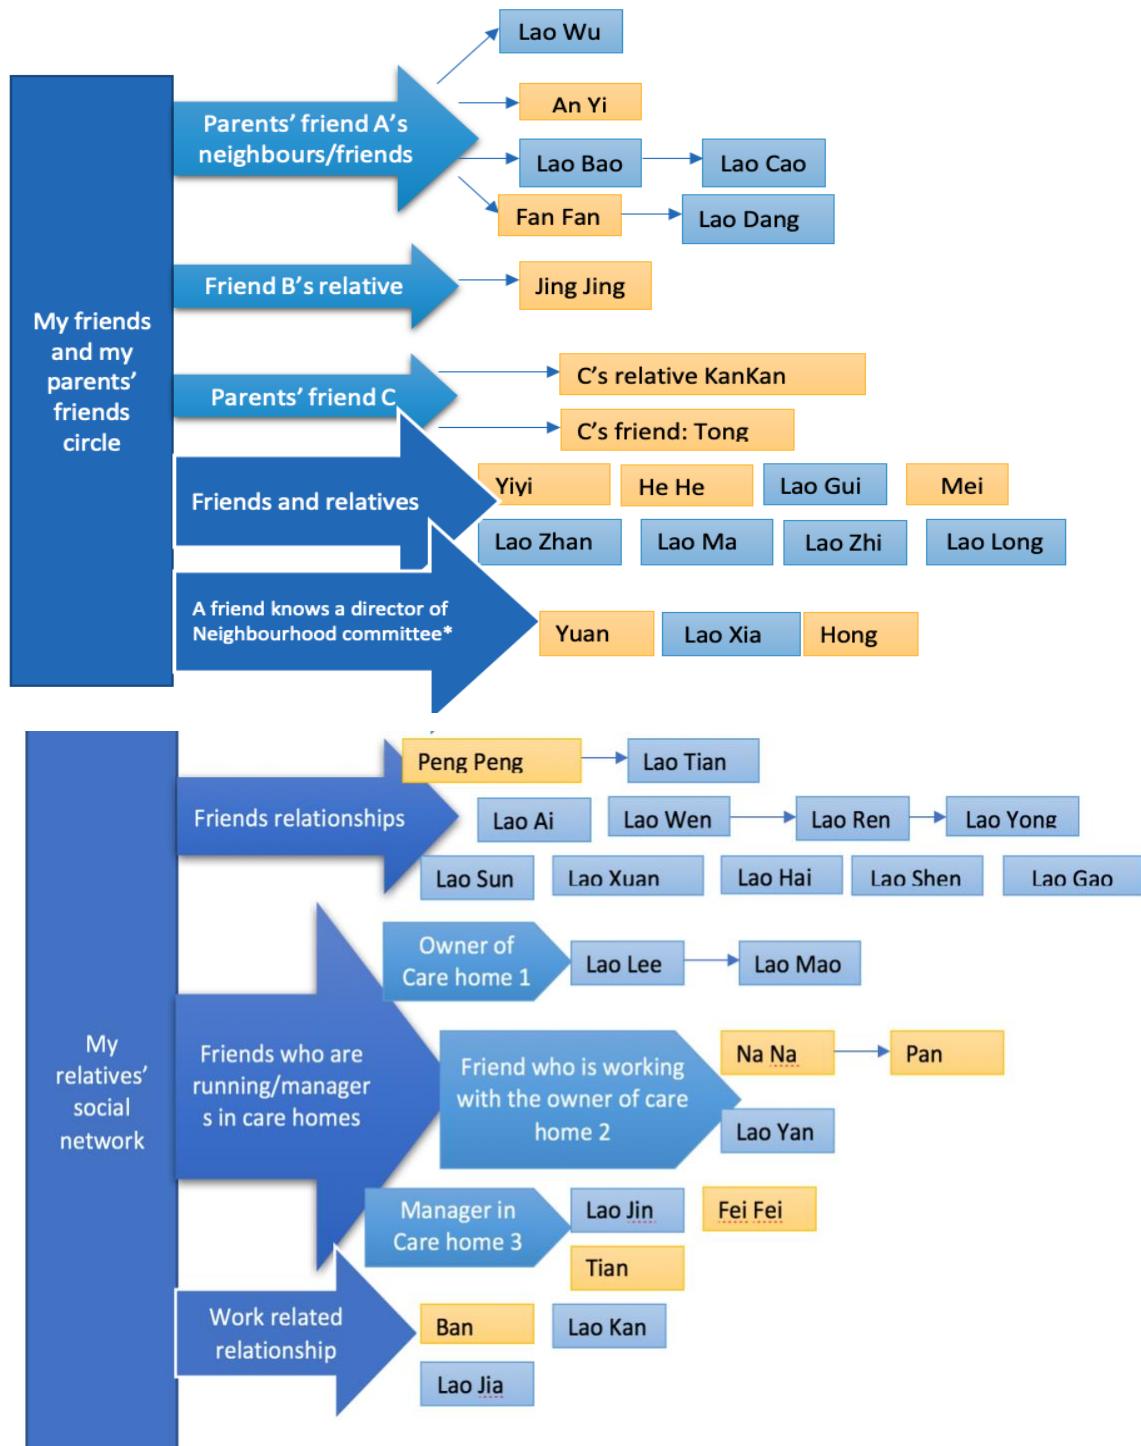 Lao Wu
An Yi
Parents’ friend A’s
neighbours/friends
Lao Bao
Lao Cao
Fan Fan
Lao Dang
Friend B’s relative
Jing Jing
My friends
and my
parents’
friends
circle
C’s relative KanKan
Parents’ friend C
C’s friend: Tong
Friends and relatives
Yiyi
He He
Lao Gui
Mei
Lao Zhan
Lao Ma
Lao Zhi
Lao Long
A friend knows a director of
Neighbourhood committee*
Yuan
Lao Xia
Hong
Peng Peng
Lao Tian
Friends relationships
Lao Ai
Lao Wen
Lao Ren
Lao Yong
Lao Sun
Lao Xuan
Lao Hai
Lao Shen
Lao Gao
Owner of
Care home 1
Lao Lee
Lao Mao
My
relatives’
social
network
Friends who are
running/manager
s in care homes
Friend who is working
with the owner of care
home 2
Na Na
Pan
Lao Yan
Manager in
Care home 3
Lao Jin
Fei Fei
Tian
Work related
relationship
Ban
Lao Kan
Lao Jia